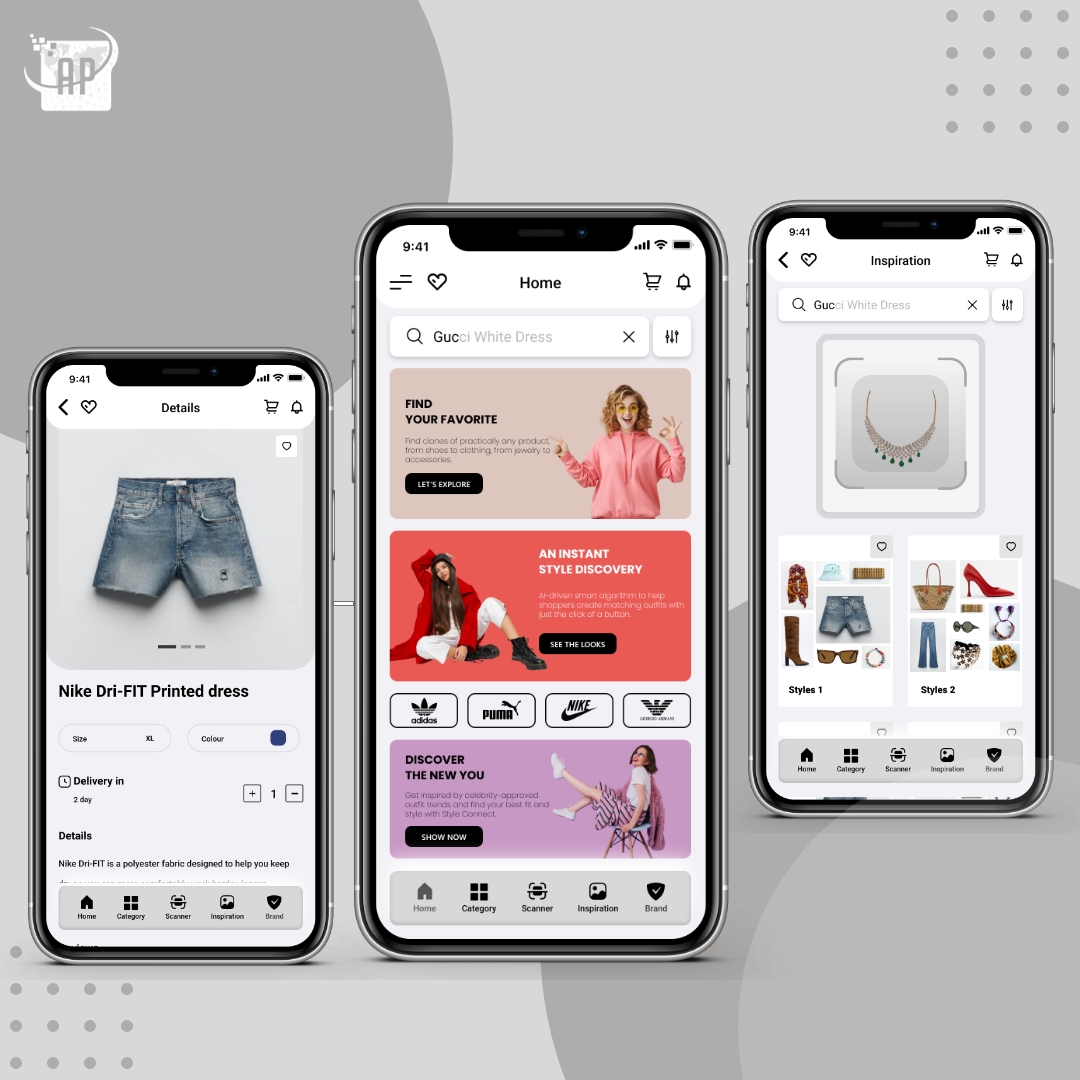 AP
9:41
Details
Nike Dri-FIT Printed dress
Size XL Colour
Delivery in
2 day
+ 1 −
Details
Nike Dri-FIT is a polyester fabric designed to help you keep
Home Category Scanner Inspiration Brand
9:41
Home
Gucci White Dress
FIND
YOUR FAVORITE
Find clones of practically any product,
from shoes to clothing, from jewelry to
accessories.
LET'S EXPLORE
AN INSTANT
STYLE DISCOVERY
AI-driven smart algorithm to help
shoppers create matching outfits with
just the click of a button.
SEE THE LOOKS
adidas PUMA NIKE GIORGIO ARMANI
DISCOVER
THE NEW YOU
Get inspired by celebrity-approved
outfit trends and find your best fit and
style with Style Connect.
SHOW NOW
Home Category Scanner Inspiration Brand
9:41
Inspiration
Gucci White Dress
Styles 1 Styles 2
Home Category Scanner Inspiration Brand